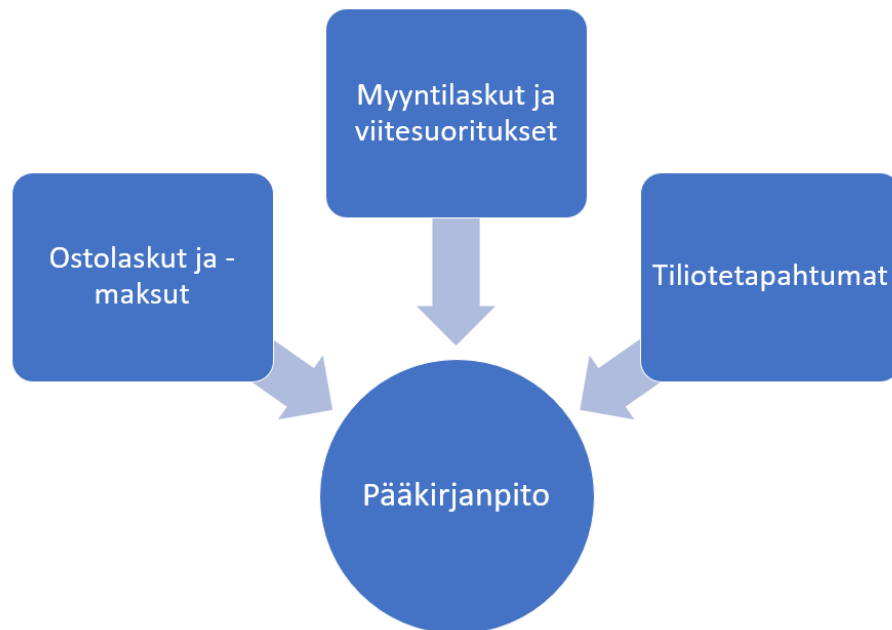 Myyntilaskut ja
viitesuoritukset
Ostolaskut ja -
maksut
Tiliotetapahtumat
Pääkirjanpito